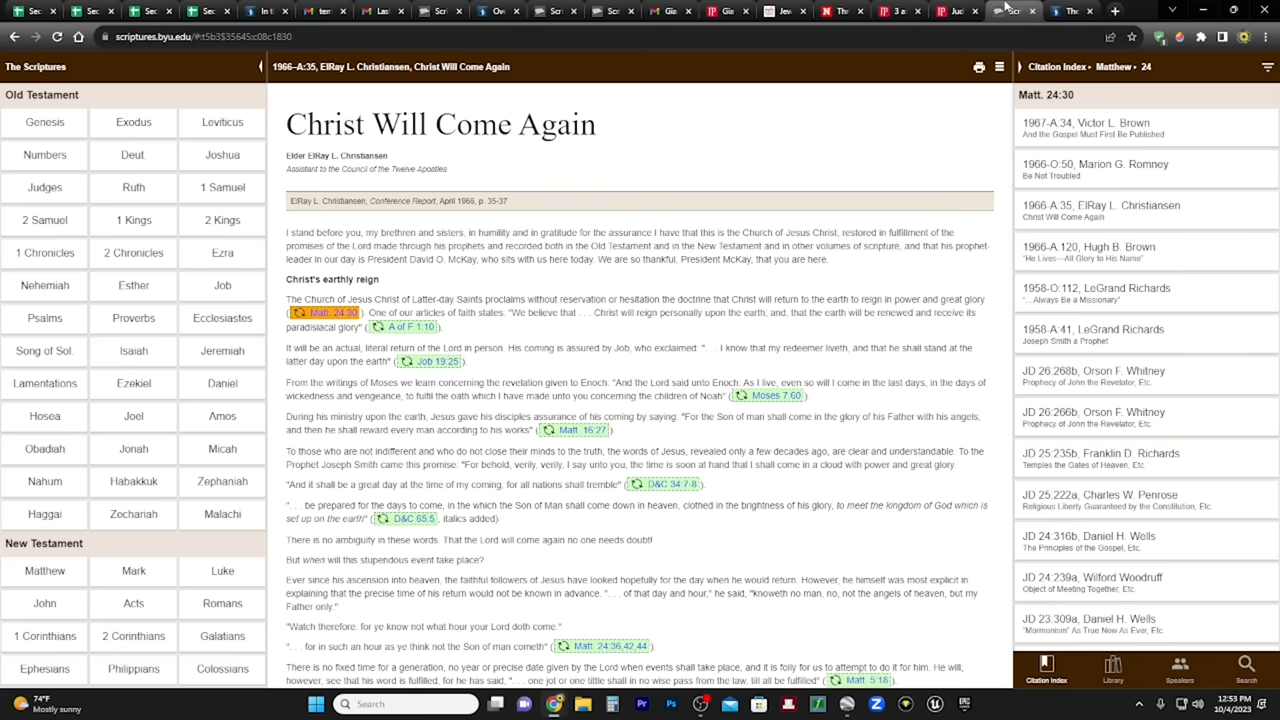 Sec
Sec
Sec
Sec
In t
tem
Las
Scri
Ov
Scri
Scri
Gia
Gia
Jev
Thr
3 a
Jud
Scr
The
scriptures.byu.edu/#:t5b3$35645:c08c1830
The Scriptures
1966–A:35, ElRay L. Christiansen, Christ Will Come Again
Citation Index▸ Matthew▸ 24
Old Testament
Genesis Exodus Leviticus
Numbers Deut. Joshua
Judges Ruth 1 Samuel
2 Samuel 1 Kings 2 Kings
1 Chronicles 2 Chronicles Ezra
Nehemiah Esther Job
Psalms Proverbs Ecclesiastes
Song of Sol. Isaiah Jeremiah
Lamentations Ezekiel Daniel
Hosea Joel Amos
Obadiah Jonah Micah
Nahum Habakkuk Zephaniah
Haggai Zechariah Malachi
New Testament
Matthew Mark Luke
John Acts Romans
1 Corinthians 2 Corinthians Galatians
Ephesians Philippians Colossians
Christ Will Come Again
Elder ElRay L. Christiansen
Assistant to the Council of the Twelve Apostles
ElRay L. Christiansen, Conference Report, April 1966, p. 35-37
I stand before you, my brethren and sisters, in humility and in gratitude for the assurance I have that this is the Church of Jesus Christ, restored in fulfillment of the
promises of the Lord made through his prophets and recorded both in the Old Testament and in the New Testament and in other volumes of scripture, and that his prophet-
leader in our day is President David O. McKay, who sits with us here today. We are so thankful, President McKay, that you are here.
Christ's earthly reign
The Church of Jesus Christ of Latter-day Saints proclaims without reservation or hesitation the doctrine that Christ will return to the earth to reign in power and great glory
( Matt. 24:30 ). One of our articles of faith states: "We believe that . . . Christ will reign personally upon the earth; and, that the earth will be renewed and receive its
paradisiacal glory" ( A of F 1:10 ).
It will be an actual, literal return of the Lord in person. His coming is assured by Job, who exclaimed: ". . . I know that my redeemer liveth, and that he shall stand at the
latter day upon the earth" ( Job 19:25 ).
From the writings of Moses we learn concerning the revelation given to Enoch: "And the Lord said unto Enoch: As I live, even so will I come in the last days, in the days of
wickedness and vengeance, to fulfil the oath which I have made unto you concerning the children of Noah" ( Moses 7:60 ).
During his ministry upon the earth, Jesus gave his disciples assurance of his coming by saying: "For the Son of man shall come in the glory of his Father with his angels;
and then he shall reward every man according to his works" ( Matt. 16:27 ).
To those who are not indifferent and who do not close their minds to the truth, the words of Jesus, revealed only a few decades ago, are clear and understandable. To the
Prophet Joseph Smith came this promise: "For behold, verily, verily, I say unto you, the time is soon at hand that I shall come in a cloud with power and great glory.
"And it shall be a great day at the time of my coming, for all nations shall tremble" ( D&C 34:7-8 ).
". . . be prepared for the days to come, in which the Son of Man shall come down in heaven, clothed in the brightness of his glory, to meet the kingdom of God which is
set up on the earth" ( D&C 65:5 , italics added).
There is no ambiguity in these words. That the Lord will come again no one needs doubt!
But when will this stupendous event take place?
Ever since his ascension into heaven, the faithful followers of Jesus have looked hopefully for the day when he would return. However, he himself was most explicit in
explaining that the precise time of his return would not be known in advance. ". . . of that day and hour," he said, "knoweth no man, no, not the angels of heaven, but my
Father only."
"Watch therefore: for ye know not what hour your Lord doth come."
". . . for in such an hour as ye think not the Son of man cometh" ( Matt. 24:36,42,44 ).
There is no fixed time for a generation, no year or precise date given by the Lord when events shall take place, and it is folly for us to attempt to do it for him. He will,
however, see that his word is fulfilled, for he has said, ". . . one jot or one tittle shall in no wise pass from the law, till all be fulfilled" ( Matt. 5:18 ).
Matt. 24:30
1967-A:34, Victor L. Brown
And the Gospel Must First Be Published
1966-O:50, Marion G. Romney
Be Not Troubled
1966-A:35, ElRay L. Christiansen
Christ Will Come Again
1966-A:120, Hugh B. Brown
"He Lives—All Glory to His Name"
1958-O:112, LeGrand Richards
". . . Always Be a Missionary"
1958-A:41, LeGrand Richards
Joseph Smith a Prophet
JD 26:268b, Orson F. Whitney
Prophecy of John the Revelator, Etc.
JD 26:266b, Orson F. Whitney
Prophecy of John the Revelator, Etc.
JD 25:235b, Franklin D. Richards
Temples the Gates of Heaven, Etc.
JD 25:222a, Charles W. Penrose
Religious Liberty Guaranteed by the Constitution, Etc.
JD 24:316b, Daniel H. Wells
The Principles of the Gospel, Etc.
JD 24:239a, Wilford Woodruff
Object of Meeting Together, Etc.
JD 23:309a, Daniel H. Wells
"Mormonism" As True Now As Ever, Etc.
Citation Index Library Speakers Search
74°F
Mostly sunny
Search
12:53 PM
10/4/2023